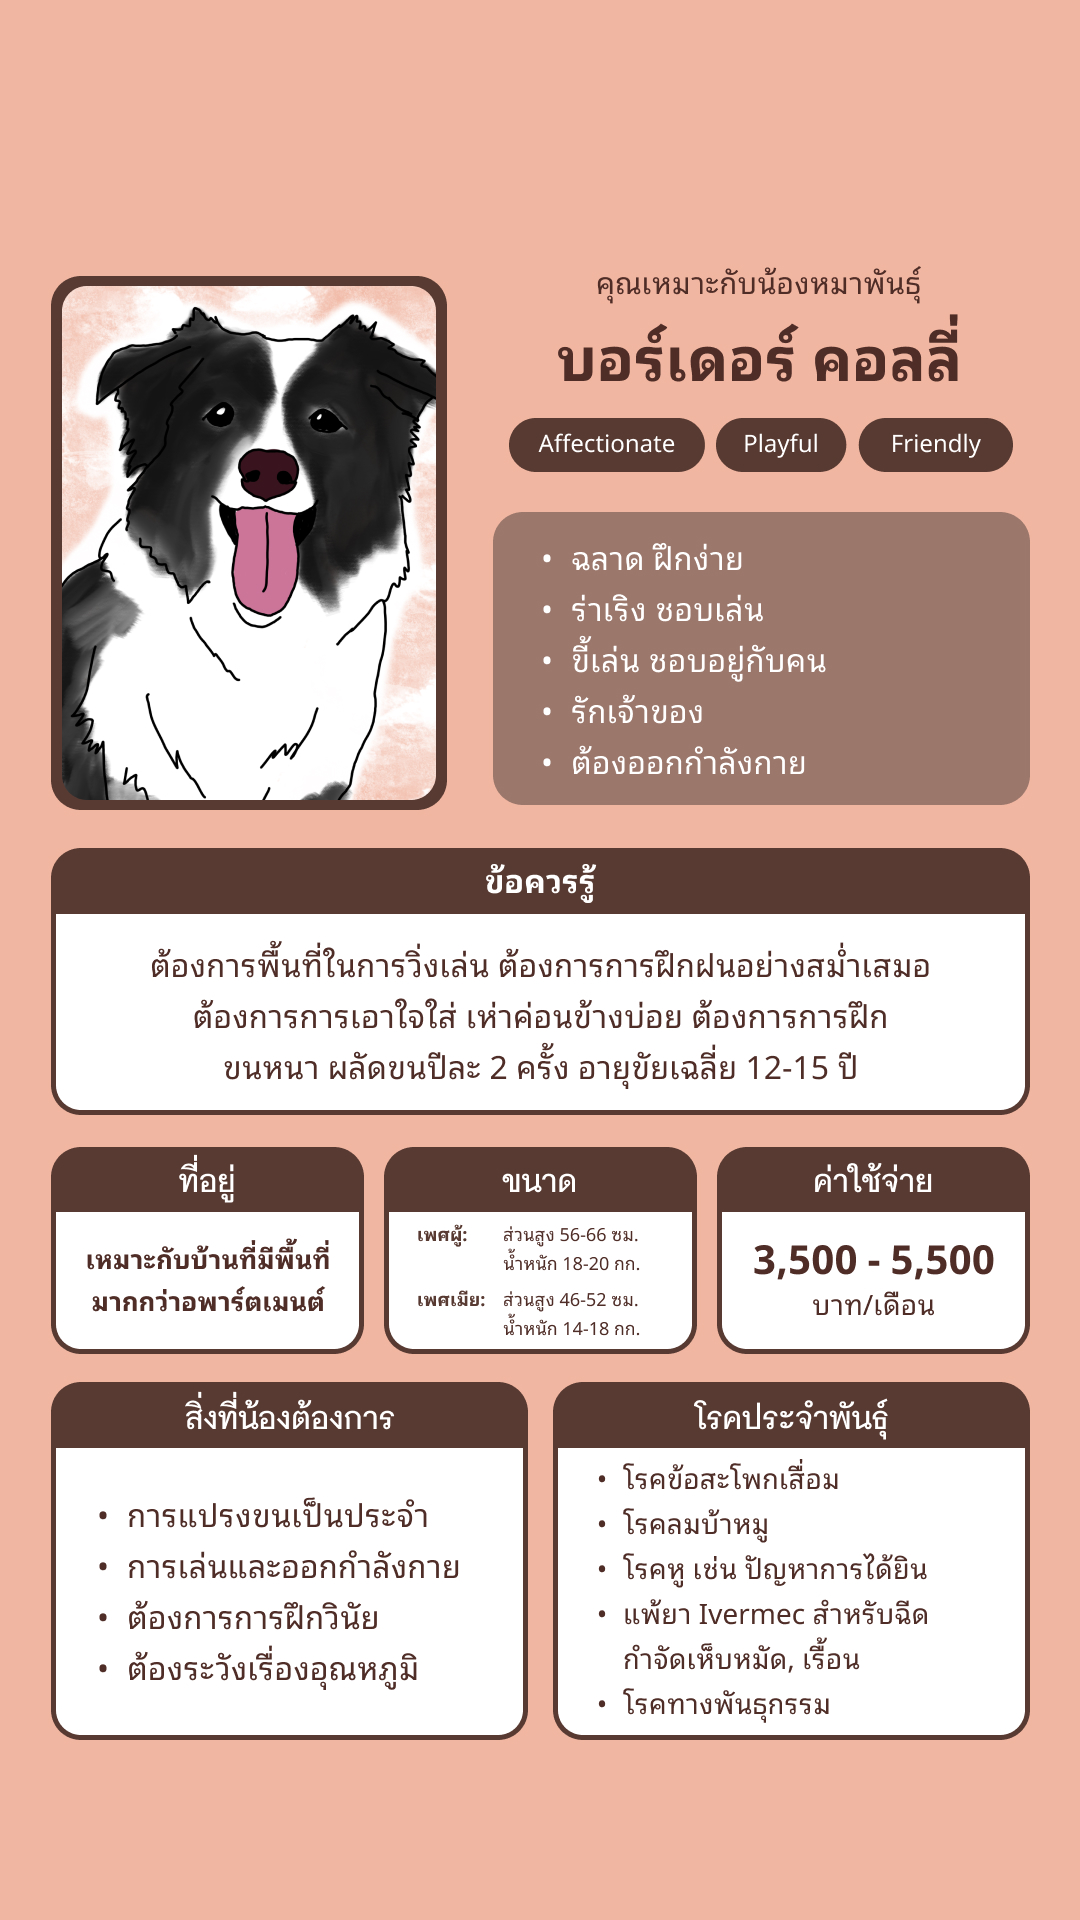 คุณเหมาะกับน้องหมาพันธุ์
บอร์เดอร์ คอลลี่
Affectionate Playful Friendly
• ฉลาด ฝึกง่าย
• ร่าเริง ชอบเล่น
• ขี้เล่น ชอบอยู่กับคน
• รักเจ้าของ
• ต้องออกกำลังกาย
ข้อควรรู้
ต้องการพื้นที่ในการวิ่งเล่น ต้องการการฝึกฝนอย่างสม่ำเสมอ
ต้องการการเอาใจใส่ เห่าค่อนข้างบ่อย ต้องการการฝึก
ขนหนา ผลัดขนปีละ 2 ครั้ง อายุขัยเฉลี่ย 12-15 ปี
ที่อยู่
เหมาะกับบ้านที่มีพื้นที่
มากกว่าอพาร์ตเมนต์
ขนาด
เพศผู้: ส่วนสูง 56-66 ซม.
น้ำหนัก 18-20 กก.
เพศเมีย: ส่วนสูง 46-52 ซม.
น้ำหนัก 14-18 กก.
ค่าใช้จ่าย
3,500 - 5,500
บาท/เดือน
สิ่งที่น้องต้องการ
• การแปรงขนเป็นประจำ
• การเล่นและออกกำลังกาย
• ต้องการการฝึกวินัย
• ต้องระวังเรื่องอุณหภูมิ
โรคประจำพันธุ์
• โรคข้อสะโพกเสื่อม
• โรคลมบ้าหมู
• โรคหู เช่น ปัญหาการได้ยิน
• แพ้ยา Ivermec สำหรับฉีด
กำจัดเห็บหมัด, เรื้อน
• โรคทางพันธุกรรม